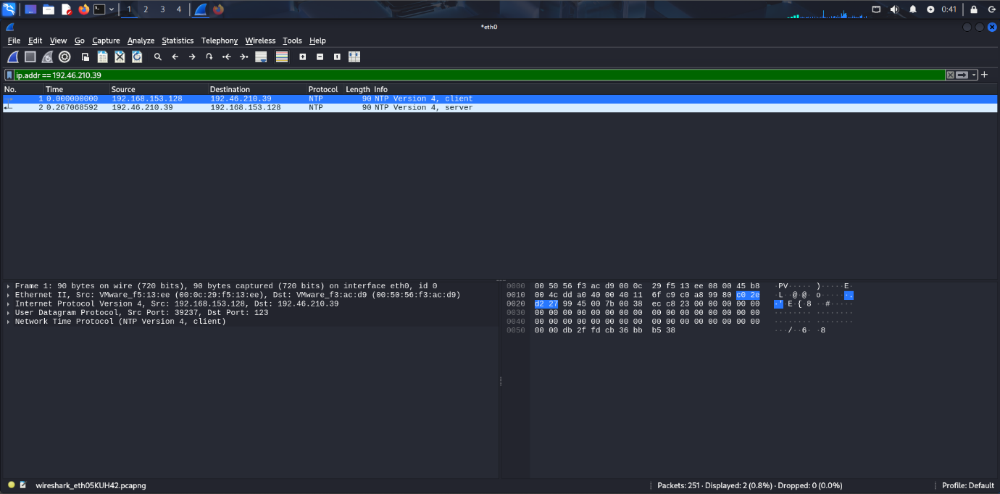 1 2 3 4 0:41
*eth0
File Edit View Go Capture Analyze Statistics Telephony Wireless Tools Help
ip.addr == 192.46.210.39
No. Time Source Destination Protocol Length Info
1 0.000000000 192.168.153.128 192.46.210.39 NTP 90 NTP Version 4, client
2 0.267068592 192.46.210.39 192.168.153.128 NTP 90 NTP Version 4, server
Frame 1: 90 bytes on wire (720 bits), 90 bytes captured (720 bits) on interface eth0, id 0
Ethernet II, Src: VMware_f5:13:ee (00:0c:29:f5:13:ee), Dst: VMware_f3:ac:d9 (00:50:56:f3:ac:d9)
Internet Protocol Version 4, Src: 192.168.153.128, Dst: 192.46.210.39
User Datagram Protocol, Src Port: 39237, Dst Port: 123
Network Time Protocol (NTP Version 4, client)
0000 00 50 56 f3 ac d9 00 0c 29 f5 13 ee 08 00 45 b8 ·PV·····)·····E·
0010 00 4c dd a0 40 00 40 11 6f c9 c0 a8 99 80 c0 2e ·L··@·@·o······.
0020 d2 27 99 45 00 7b 00 38 ec c8 23 00 00 00 00 00 ·'·E·{·8··#·····
0030 00 00 00 00 00 00 00 00 00 00 00 00 00 00 00 00 ················
0040 00 00 00 00 00 00 00 00 00 00 00 00 00 00 00 00 ················
0050 00 00 db 2f fd cb 36 bb b5 38 ···/··6··8
wireshark_eth05KUH42.pcapng Packets: 251 · Displayed: 2 (0.8%) · Dropped: 0 (0.0%) Profile: Default